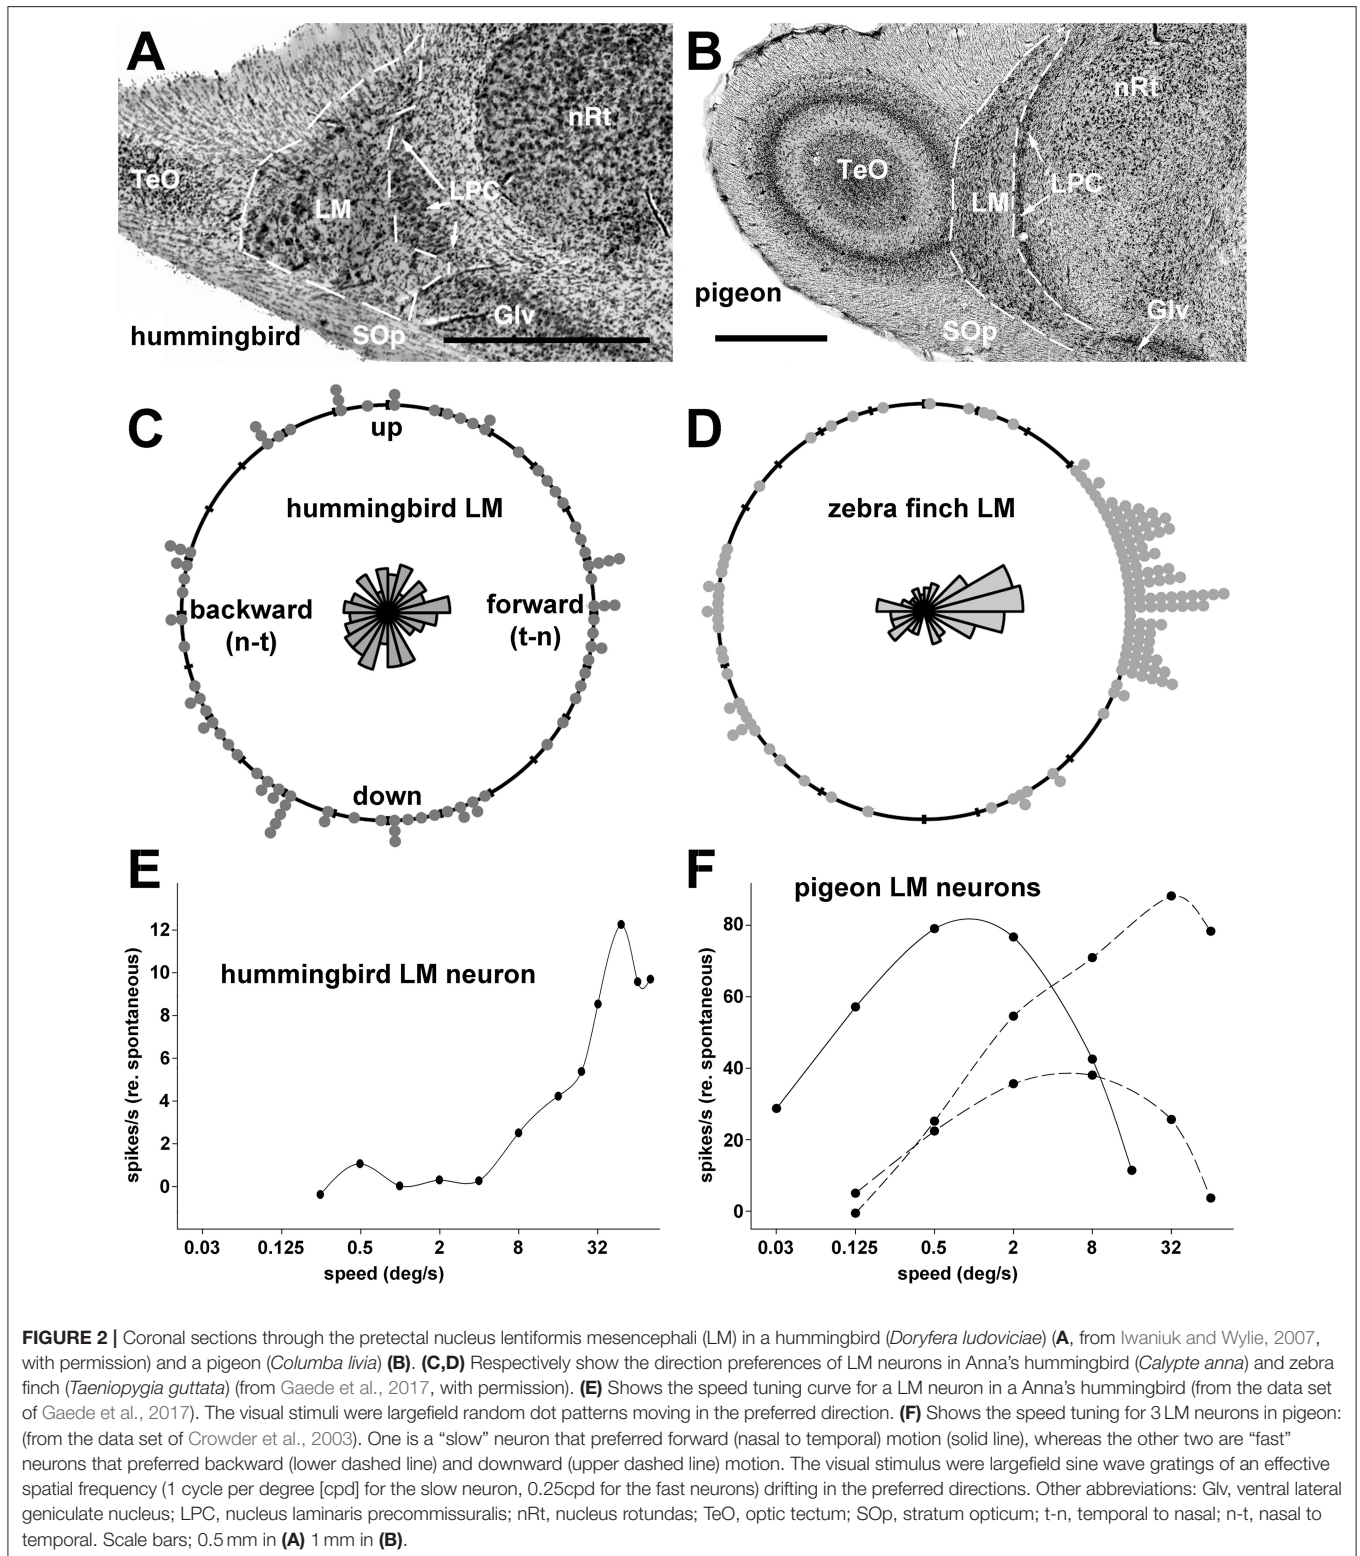 A
B
nRt
nRt
TeO
LPC
TeO
LPC
LM
LM
pigeon
Glv
Glv
hummingbird
SOp
SOp
C
D
up
hummingbird LM
zebra finch LM
backward
(n-t)
forward
(t-n)
down
E
F
pigeon LM neurons
hummingbird LM neuron
spikes/s (re. spontaneous)
12
10
8
6
4
2
0
0.03 0.125 0.5 2 8 32
speed (deg/s)
spikes/s (re. spontaneous)
80
60
40
20
0
0.03 0.125 0.5 2 8 32
speed (deg/s)
FIGURE 2 | Coronal sections through the pretectal nucleus lentiformis mesencephali (LM) in a hummingbird (Doryfera ludoviciae) (A, from Iwaniuk and Wylie, 2007,
with permission) and a pigeon (Columba livia) (B). (C,D) Respectively show the direction preferences of LM neurons in Anna's hummingbird (Calypte anna) and zebra
finch (Taeniopygia guttata) (from Gaede et al., 2017, with permission). (E) Shows the speed tuning curve for a LM neuron in a Anna's hummingbird (from the data set
of Gaede et al., 2017). The visual stimuli were largefield random dot patterns moving in the preferred direction. (F) Shows the speed tuning for 3 LM neurons in pigeon:
(from the data set of Crowder et al., 2003). One is a "slow" neuron that preferred forward (nasal to temporal) motion (solid line), whereas the other two are "fast"
neurons that preferred backward (lower dashed line) and downward (upper dashed line) motion. The visual stimulus were largefield sine wave gratings of an effective
spatial frequency (1 cycle per degree [cpd] for the slow neuron, 0.25cpd for the fast neurons) drifting in the preferred directions. Other abbreviations: Glv, ventral lateral
geniculate nucleus; LPC, nucleus laminaris precommissuralis; nRt, nucleus rotundas; TeO, optic tectum; SOp, stratum opticum; t-n, temporal to nasal; n-t, nasal to
temporal. Scale bars; 0.5 mm in (A) 1 mm in (B).